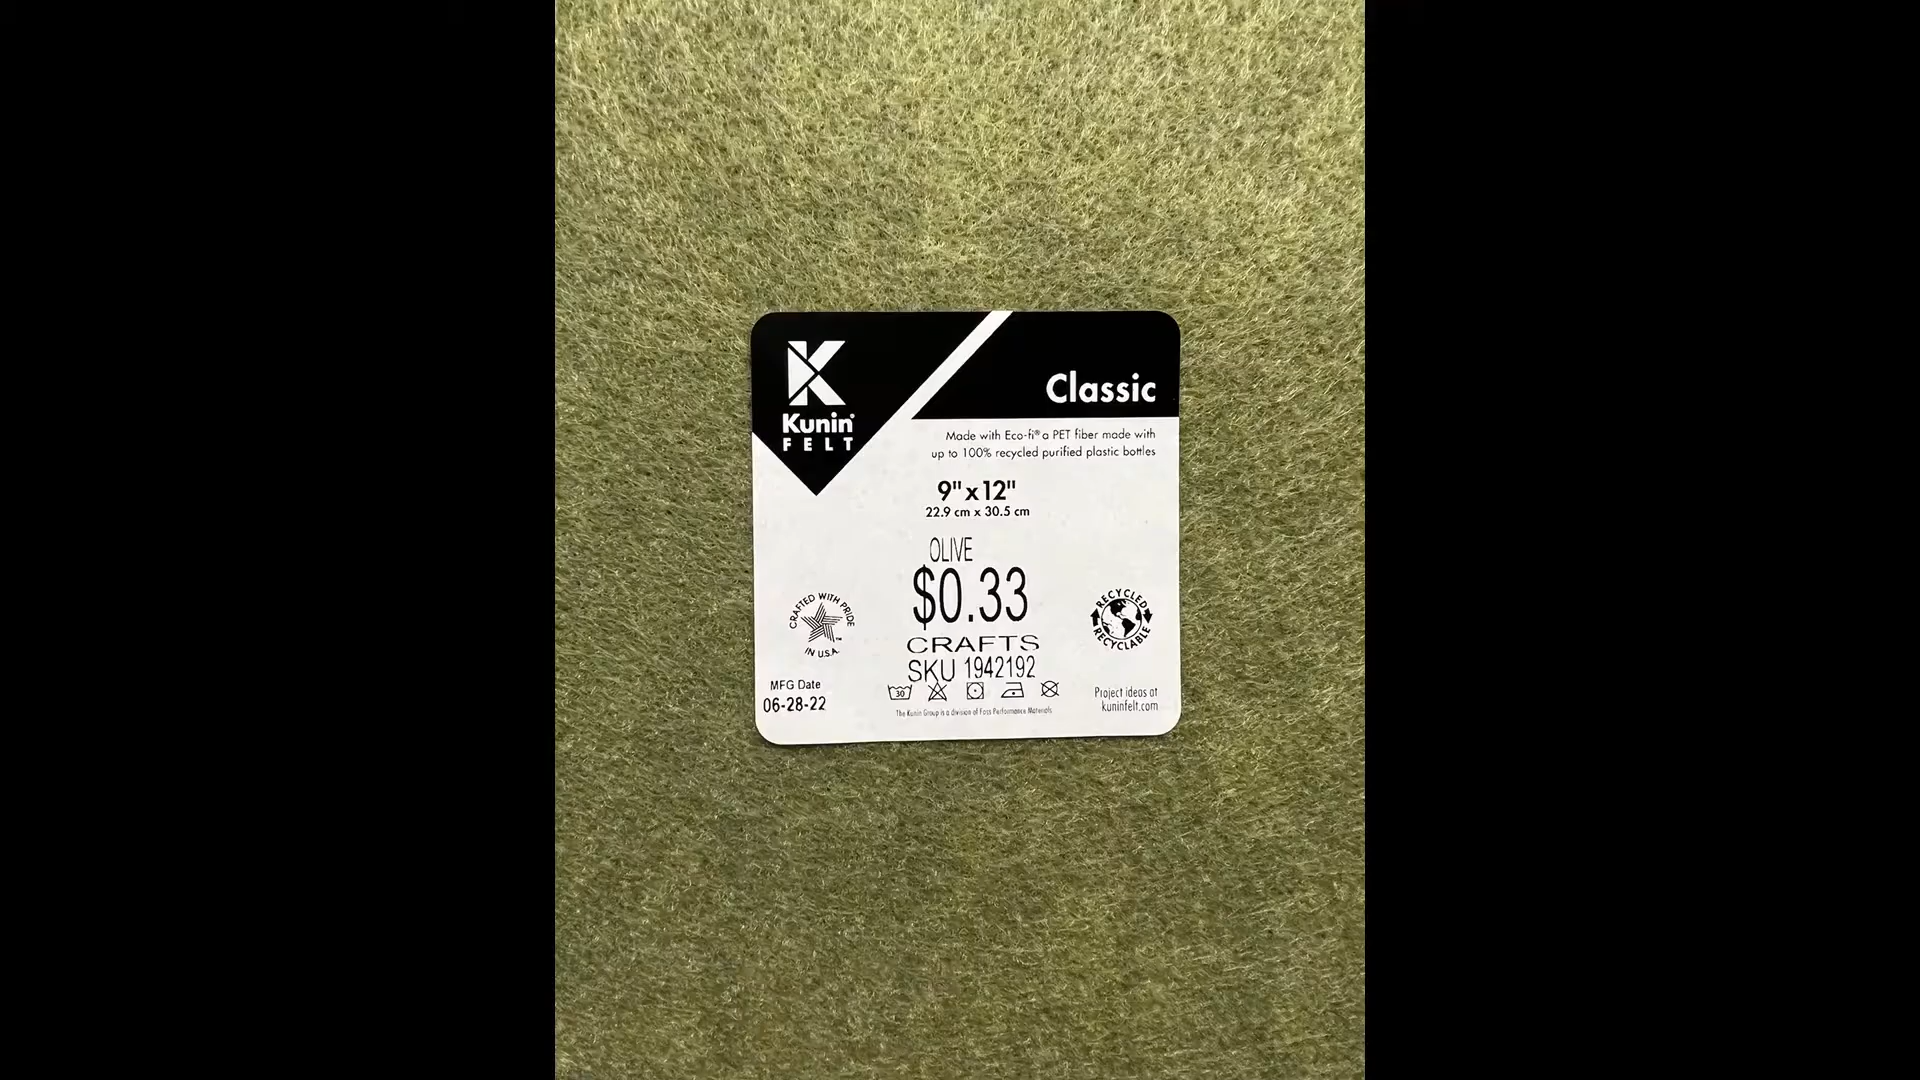 K
Kunin®
FELT
Classic
Made with Eco-fi® a PET fiber made with
up to 100% recycled purified plastic bottles
9" x 12"
22.9 cm x 30.5 cm
OLIVE
$0.33
CRAFTS
SKU 1942192
CRAFTED WITH PRIDE
IN U.S.A.
™
RECYCLED
RECYCLABLE
MFG Date
06-28-22
30
The Kunin Group is a division of Foss Performance Materials
Project ideas at
kuninfelt.com